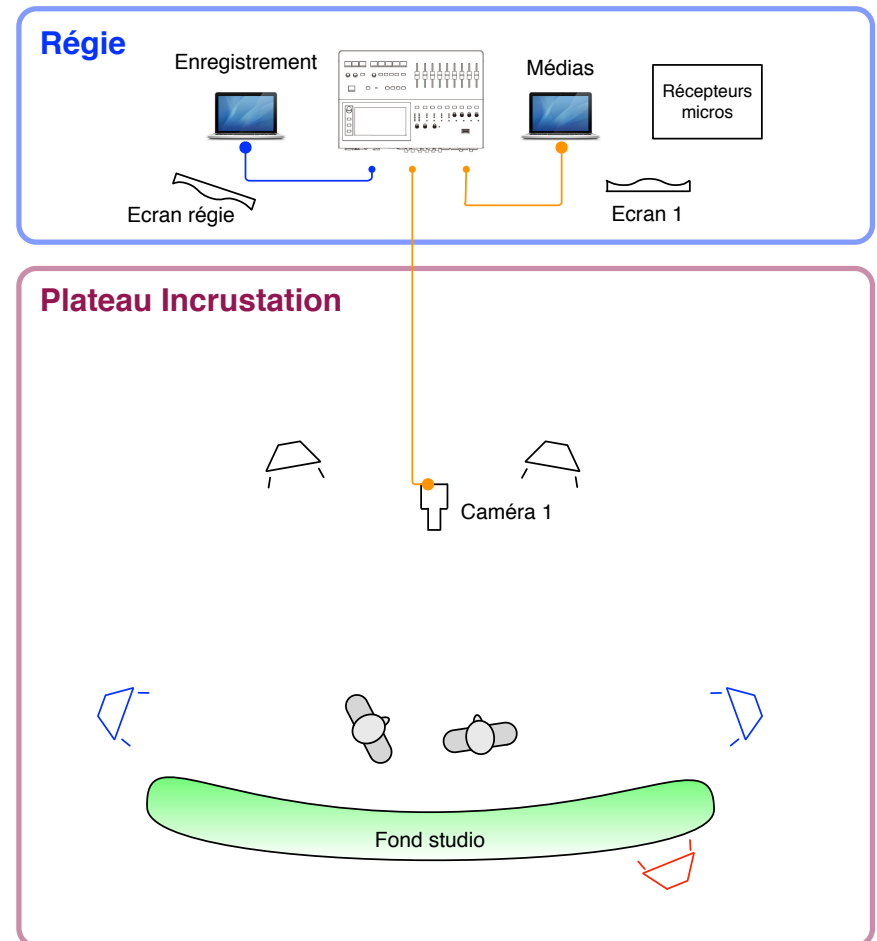 Régie
Enregistrement
Médias
Récepteurs
micros
Ecran régie
Ecran 1
Plateau Incrustation
Caméra 1
Fond studio